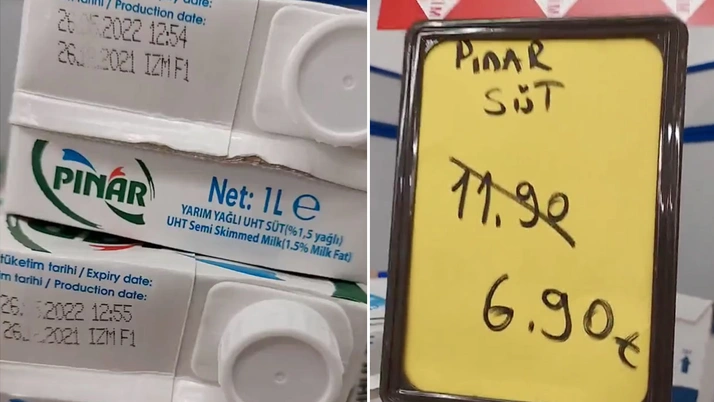 / Production date:
26. .2022 12:54
26. .2021 IZM F1
PINAR
Net: 1L e
YARIM YAĞLI UHT SÜT(%1,5 yağlı)
UHT Semi Skimmed Milk(1.5% Milk Fat)
tüketim tarihi / Expiry date:
im tarihi / Production date:
26. .2022 12:55
26. .2021 IZM F1
PINAR
SÜT
11.90
6.90₺